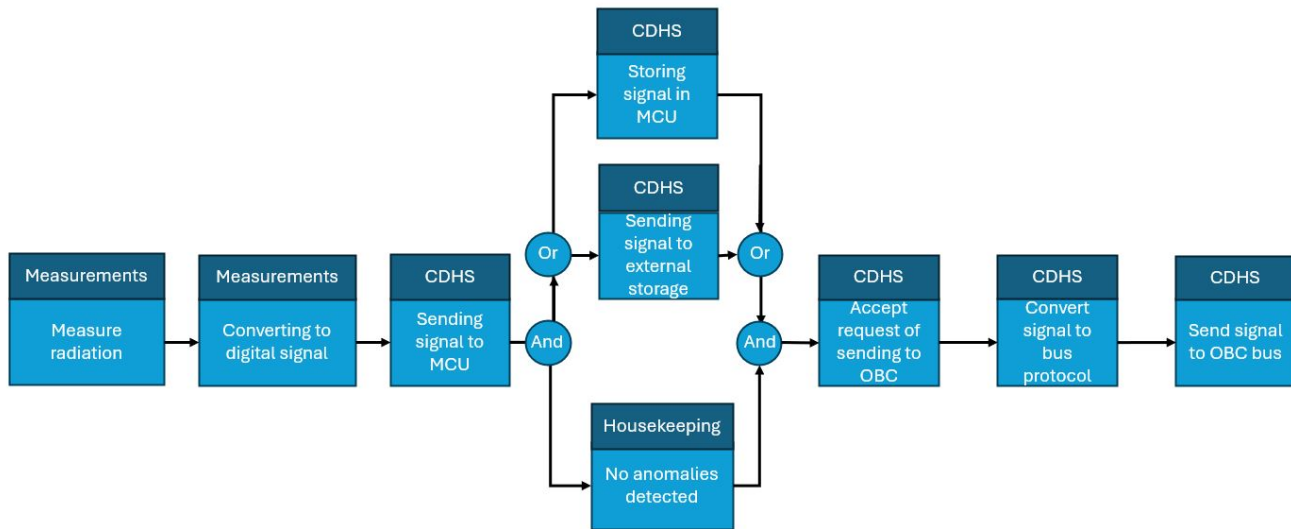 CDHS
Storing
signal in
MCU
CDHS
Sending
signal to
external
storage
Or
Or
Measurements
Measure
radiation
Measurements
Converting to
digital signal
CDHS
Sending
signal to
MCU
And
And
CDHS
Accept
request of
sending to
OBC
CDHS
Convert
signal to
bus
protocol
CDHS
Send signal
to OBC bus
Housekeeping
No anomalies
detected